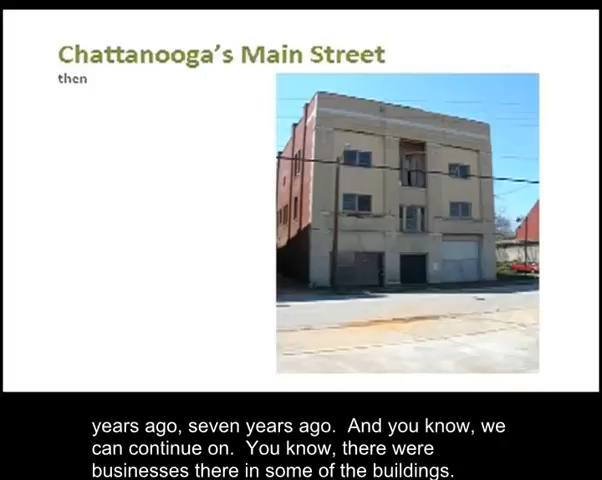 Chattanooga's Main Street
then
years ago, seven years ago.  And you know, we
can continue on.  You know, there were
businesses there in some of the buildings.